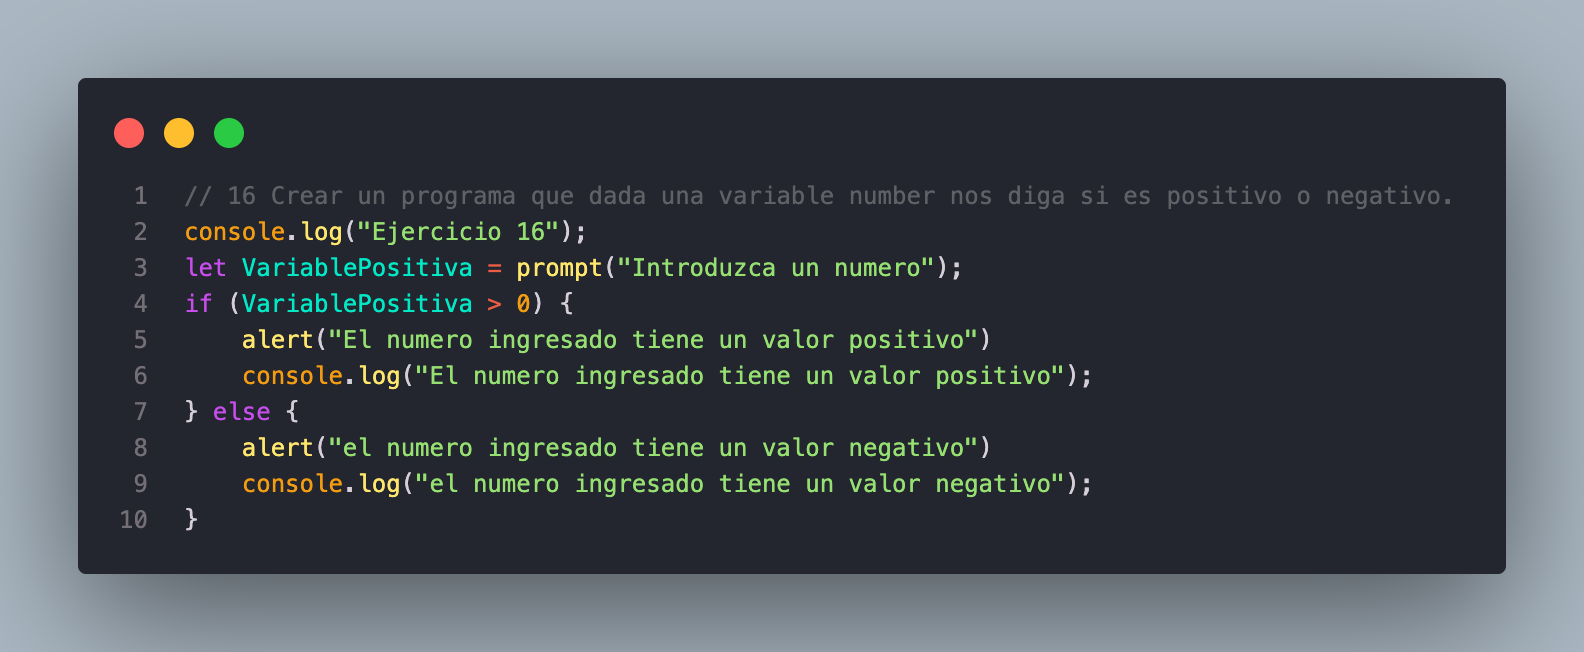 1 // 16 Crear un programa que dada una variable number nos diga si es positivo o negativo.
2 console.log("Ejercicio 16");
3 let VariablePositiva = prompt("Introduzca un numero");
4 if (VariablePositiva > 0) {
5     alert("El numero ingresado tiene un valor positivo")
6     console.log("El numero ingresado tiene un valor positivo");
7 } else {
8     alert("el numero ingresado tiene un valor negativo")
9     console.log("el numero ingresado tiene un valor negativo");
10 }